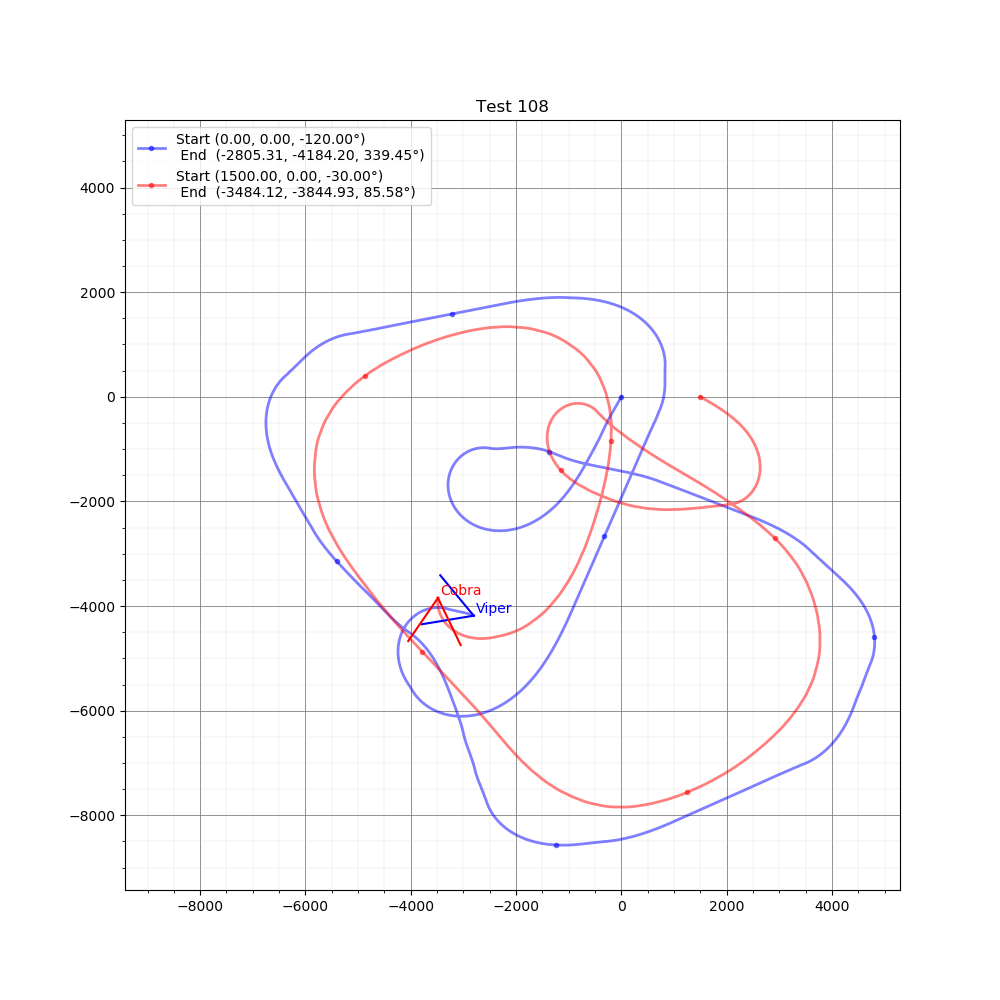 Test 108
Start (0.00, 0.00, -120.00°)
End  (-2805.31, -4184.20, 339.45°)
Start (1500.00, 0.00, -30.00°)
End  (-3484.12, -3844.93, 85.58°)
4000
2000
0
−2000
−4000
−6000
−8000
Cobra
Viper
−8000 −6000 −4000 −2000 0 2000 4000